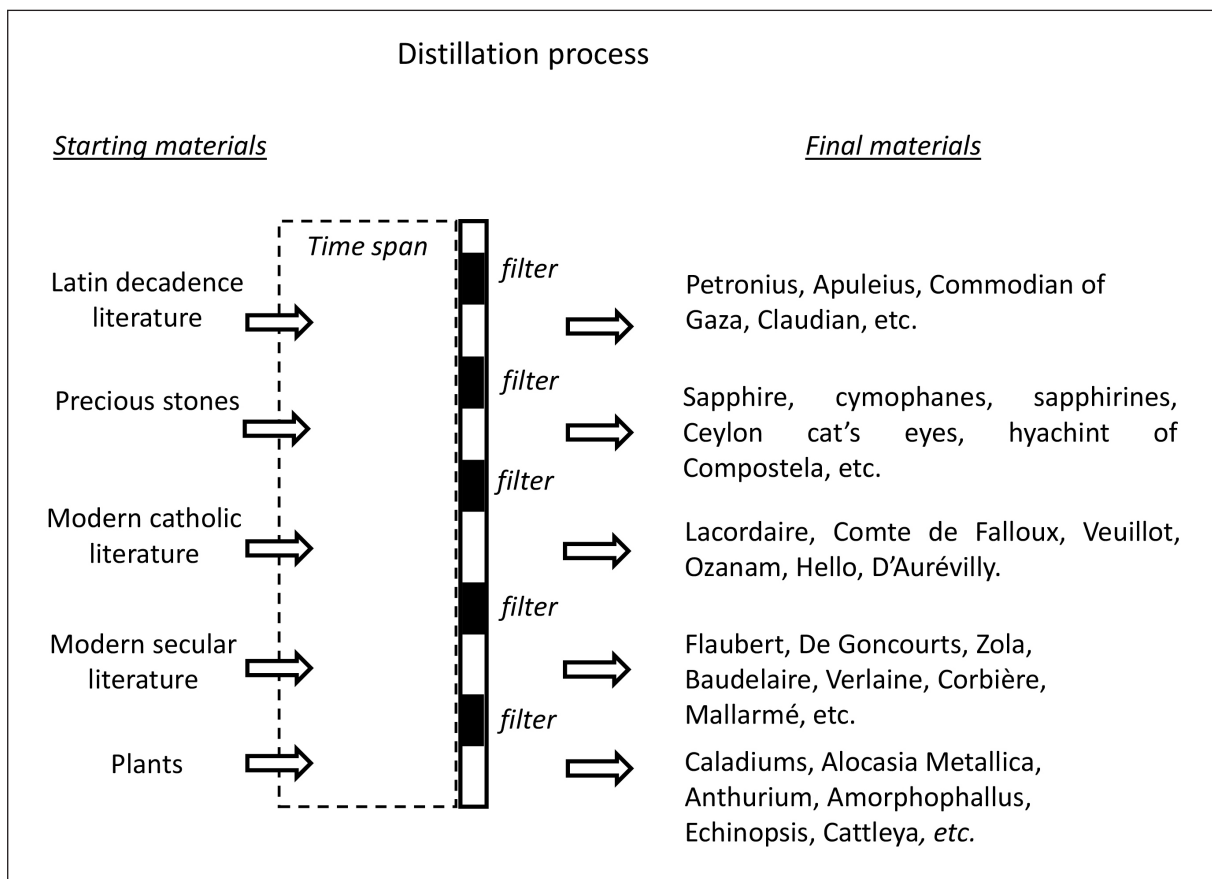 Distillation process
Starting materials
Final materials
Time span
filter
Latin decadence
literature
Petronius, Apuleius, Commodian of
Gaza, Claudian, etc.
filter
Precious stones
Sapphire, cymophanes, sapphirines,
Ceylon cat's eyes, hyachint of
Compostela, etc.
filter
Modern catholic
literature
Lacordaire, Comte de Falloux, Veuillot,
Ozanam, Hello, D'Aurévilly.
filter
Modern secular
literature
Flaubert, De Goncourts, Zola,
Baudelaire, Verlaine, Corbière,
Mallarmé, etc.
filter
Plants
Caladiums, Alocasia Metallica,
Anthurium, Amorphophallus,
Echinopsis, Cattleya, etc.